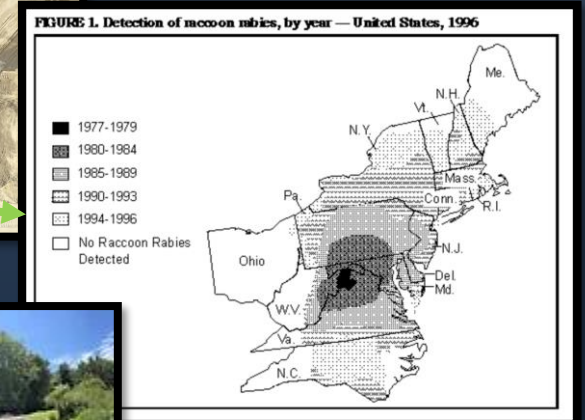 FIGURE 1. Detection of raccoon rabies, by year — United States, 1996
1977-1979
1980-1984
1985-1989
1990-1993
1994-1996
No Raccoon Rabies
Detected
Me.
N.H.
Vt.
N.Y.
Mass.
Conn.
R.I.
Pa.
N.J.
Ohio
Del.
Md.
W.V.
Va.
N.C.